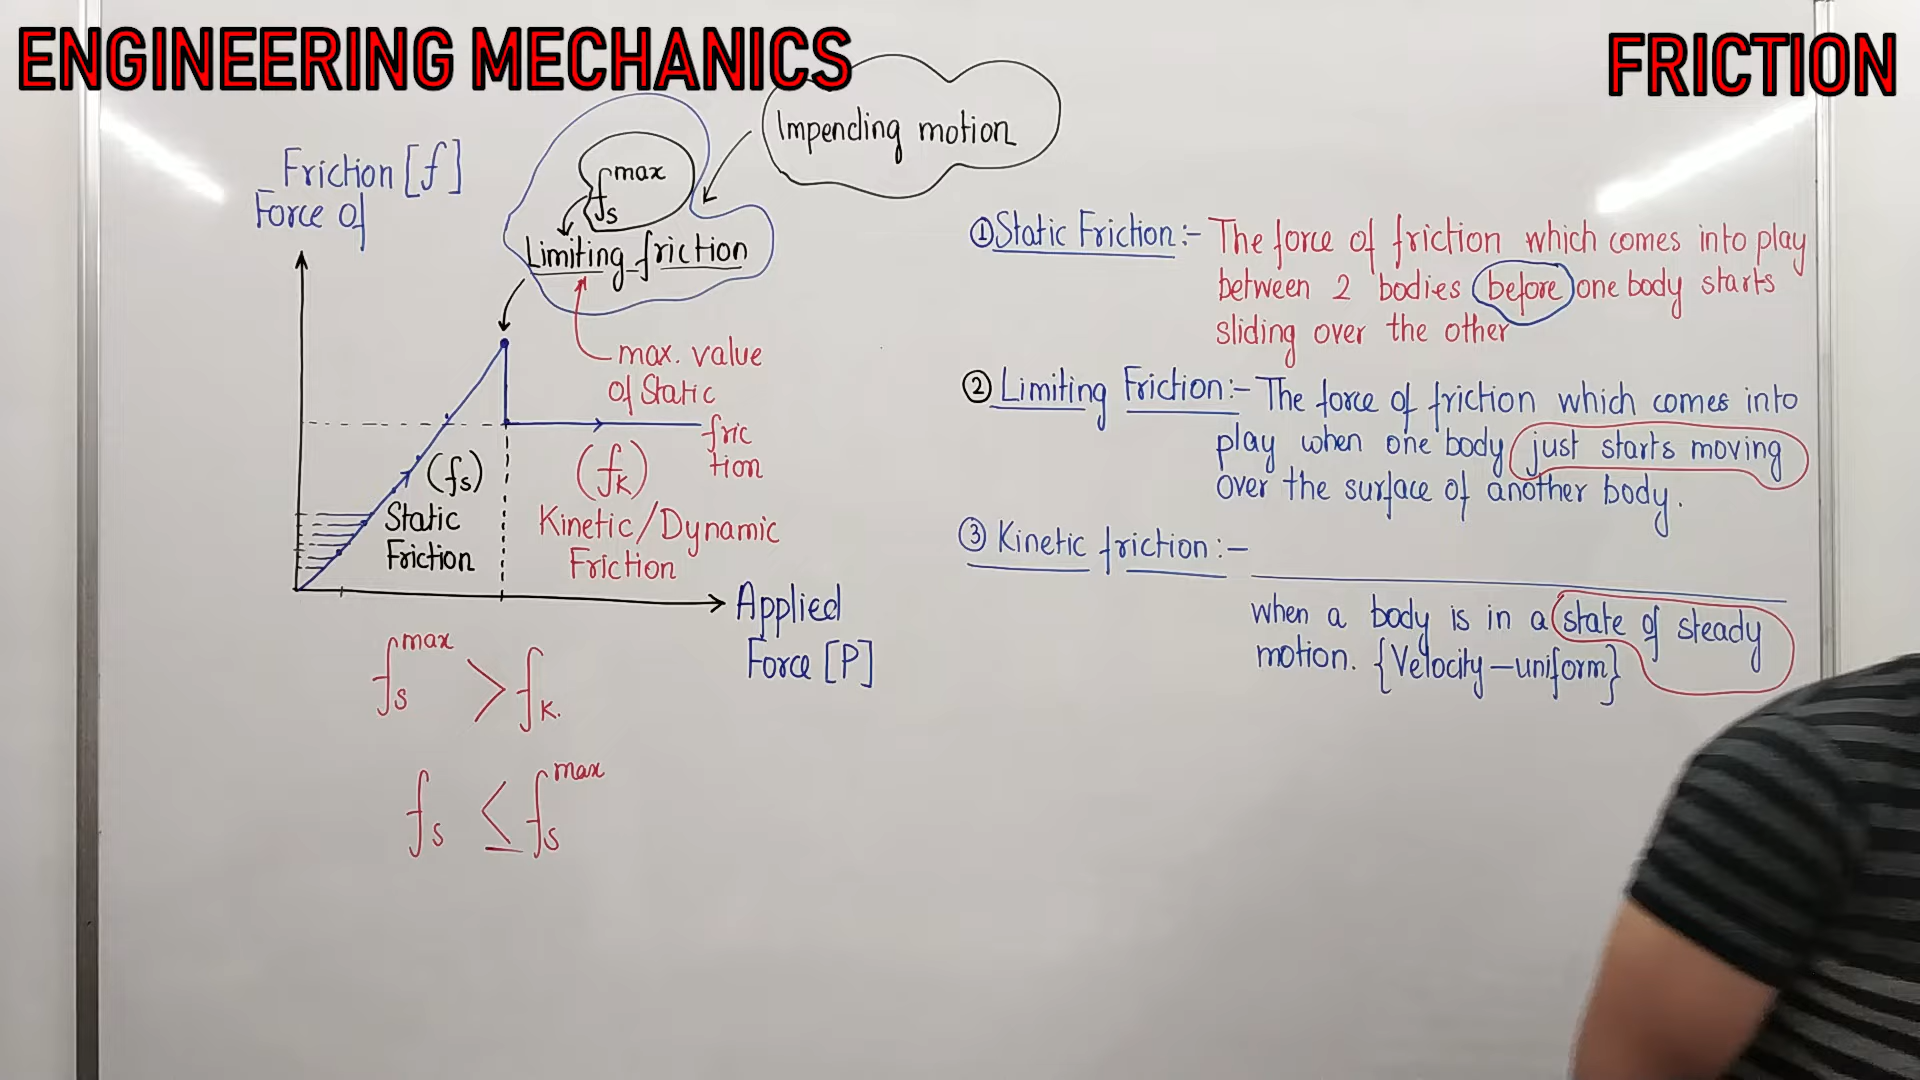 ENGINEERING MECHANICS
FRICTION
Impending motion
Friction [f]
Force Of
fs max
Limiting friction
max. value
of Static
fric
tion
(fs)
Static
Friction
(fk)
Kinetic/Dynamic
Friction
Applied
Force [P]
fs max > fk.
fs ≤ fs max
① Static Friction :- The force of friction which comes into play
between 2 bodies before one body starts
sliding over the other
② Limiting Friction :- The force of friction which comes into
play when one body just starts moving
over the surface of another body.
③ Kinetic friction :-
when a body is in a state of steady
motion. {Velocity – uniform}